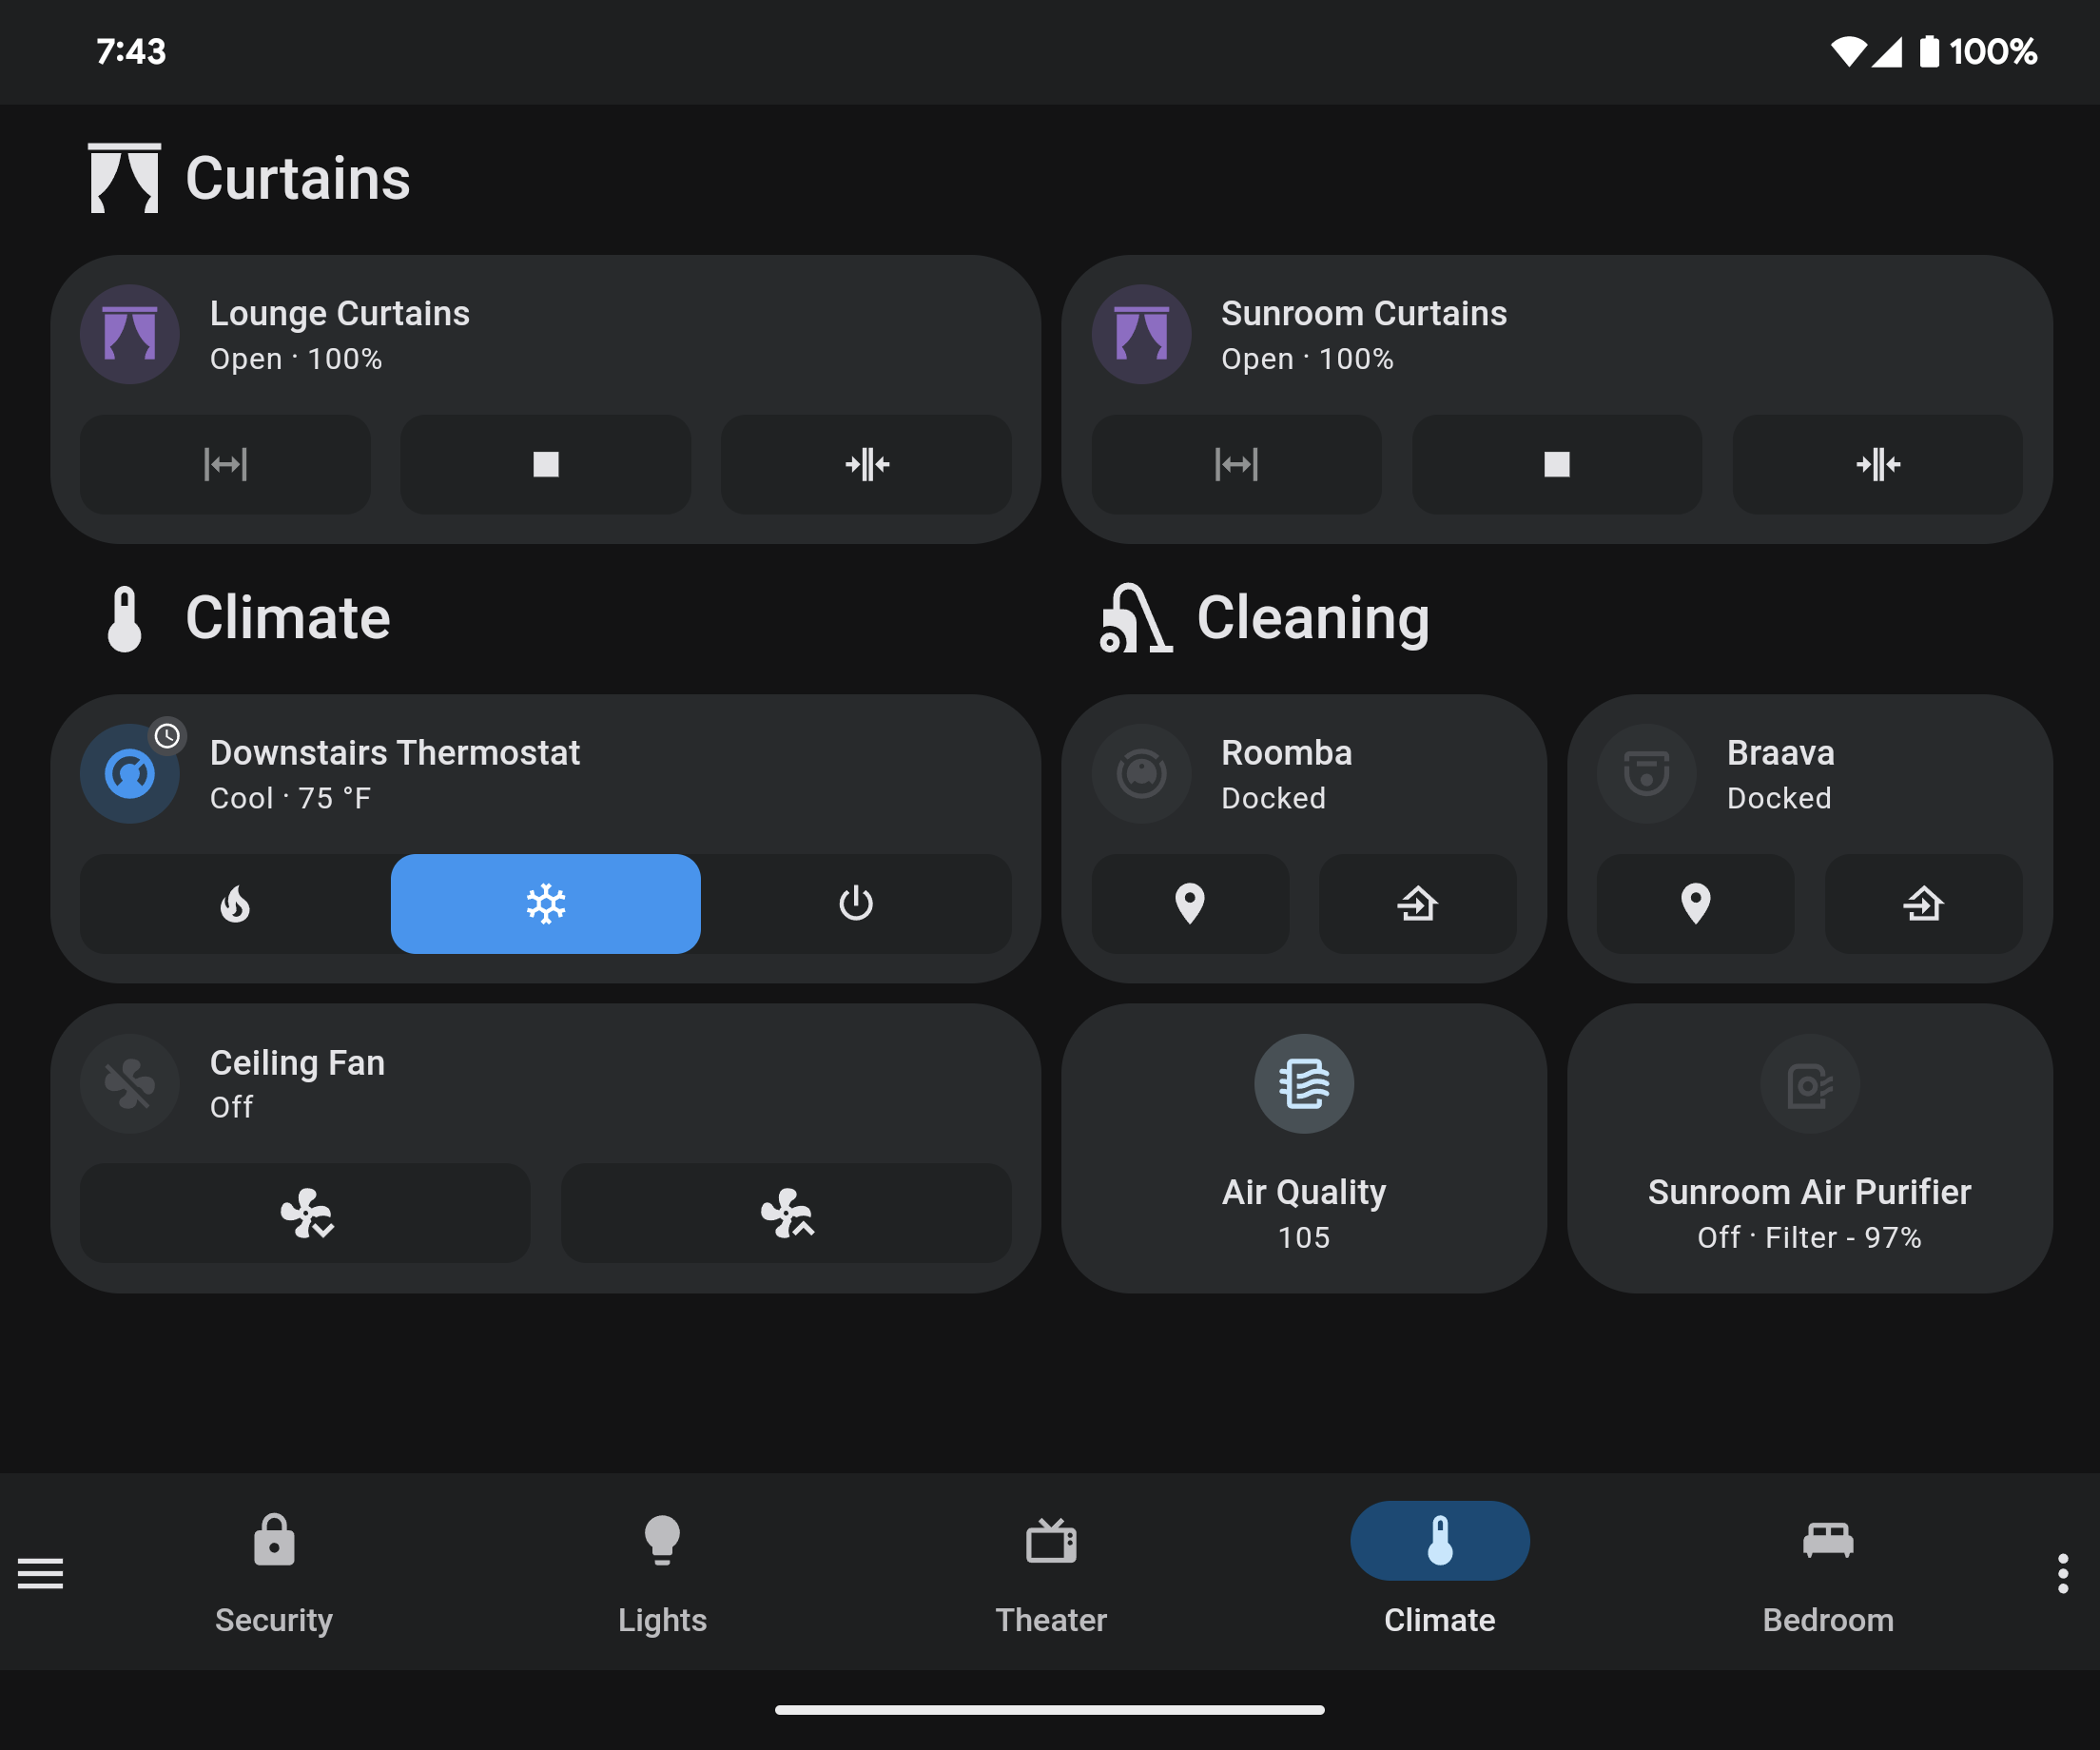 7:43
100%
Curtains
Lounge Curtains
Open · 100%
Sunroom Curtains
Open · 100%
Climate
Cleaning
Downstairs Thermostat
Cool · 75 °F
Roomba
Docked
Braava
Docked
Ceiling Fan
Off
Air Quality
105
Sunroom Air Purifier
Off · Filter - 97%
Security
Lights
Theater
Climate
Bedroom